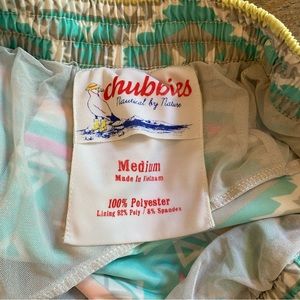 chubbies
Nautical by Nature
Medium
Made in Vietnam
100% Polyester
Lining 92% Poly / 8% Spandex